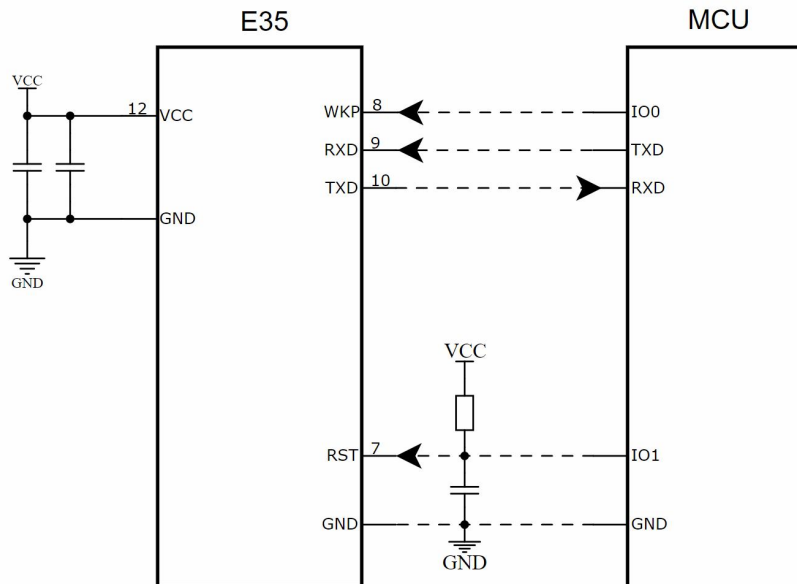 E35
MCU
VCC
12
VCC
GND
GND
WKP
8
IO0
RXD
9
TXD
TXD
10
RXD
VCC
RST
7
IO1
GND
GND
GND